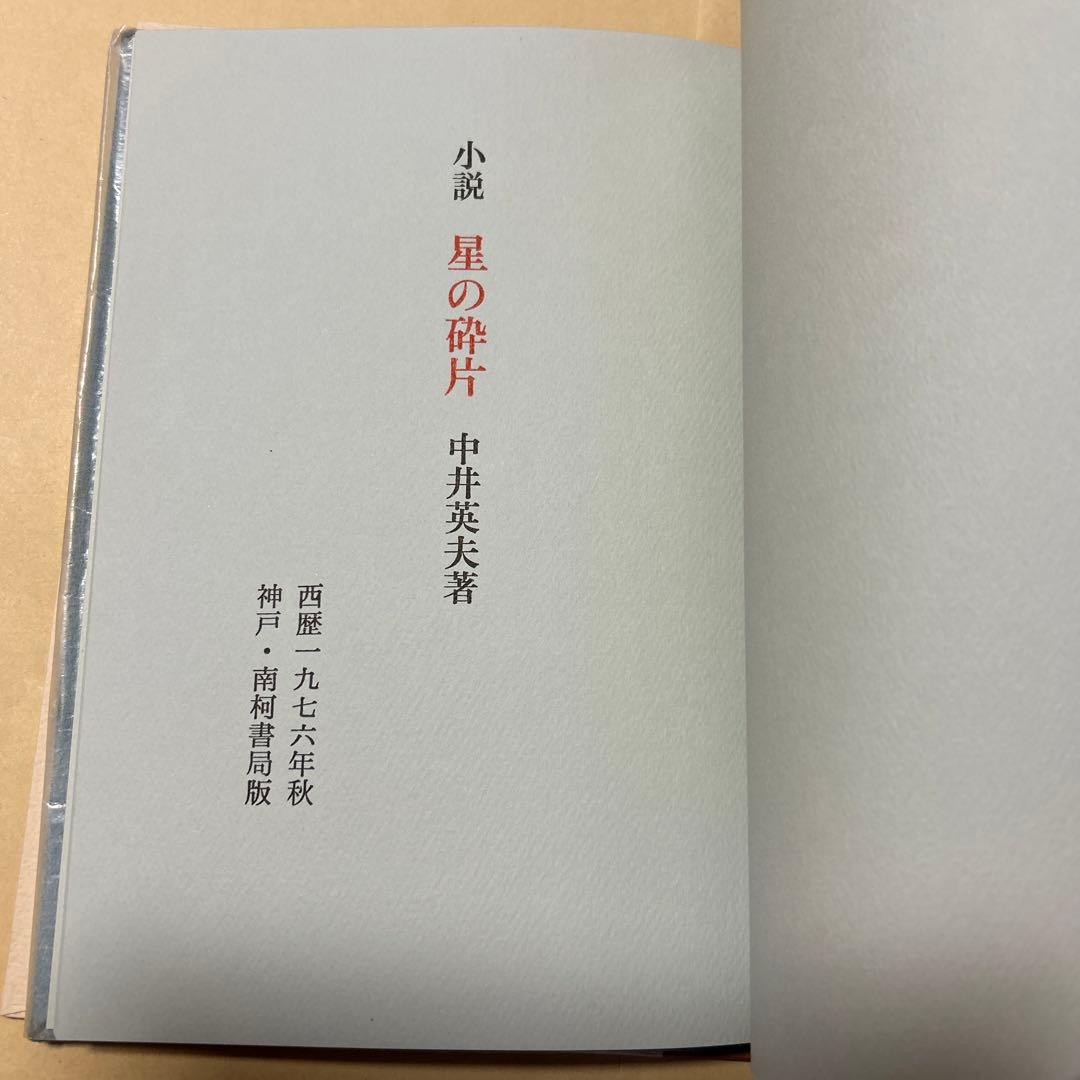 小説 星の砕片 中井英夫著
西歴一九七六年秋
神戸・南柯書局版